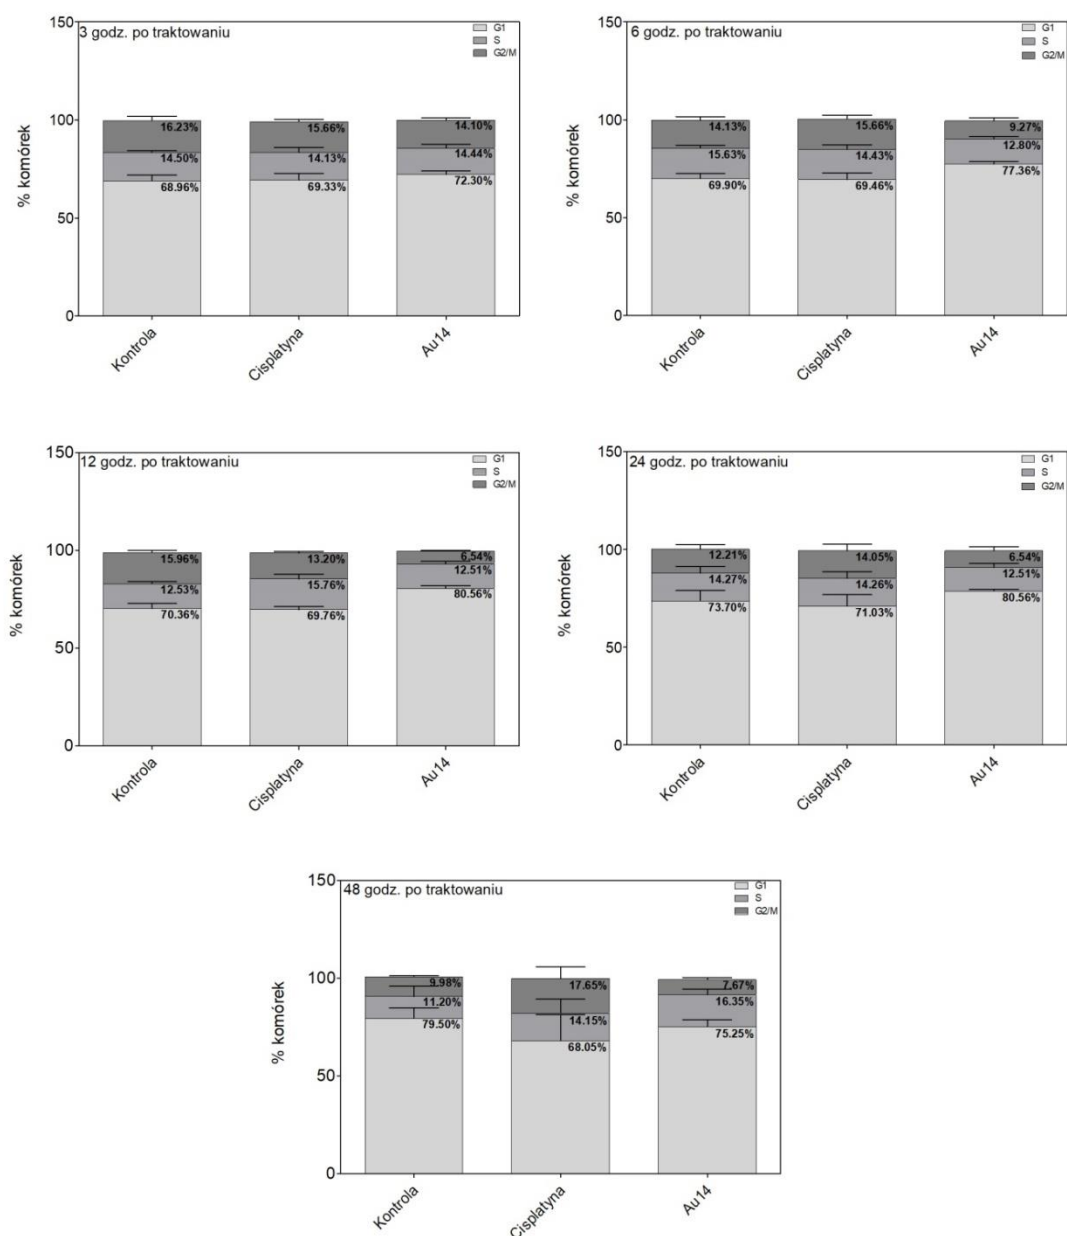 3 godz. po traktowaniu
G1
S
G2/M
% komórek
150
100
50
0
16.23%
14.50%
68.96%
15.66%
14.13%
69.33%
14.10%
14.44%
72.30%
Kontrola
Cisplatyna
Au14
6 godz. po traktowaniu
G1
S
G2/M
% komórek
150
100
50
0
14.13%
15.63%
69.90%
15.66%
14.43%
69.46%
9.27%
12.80%
77.36%
Kontrola
Cisplatyna
Au14
12 godz. po traktowaniu
G1
S
G2/M
% komórek
150
100
50
0
15.96%
12.53%
70.36%
13.20%
15.76%
69.76%
6.54%
12.51%
80.56%
Kontrola
Cisplatyna
Au14
24 godz. po traktowaniu
G1
S
G2/M
% komórek
150
100
50
0
12.21%
14.27%
73.70%
14.05%
14.26%
71.03%
6.54%
12.51%
80.56%
Kontrola
Cisplatyna
Au14
48 godz. po traktowaniu
G1
S
G2/M
% komórek
150
100
50
0
9.98%
11.20%
79.50%
17.65%
14.15%
68.05%
7.67%
16.35%
75.25%
Kontrola
Cisplatyna
Au14